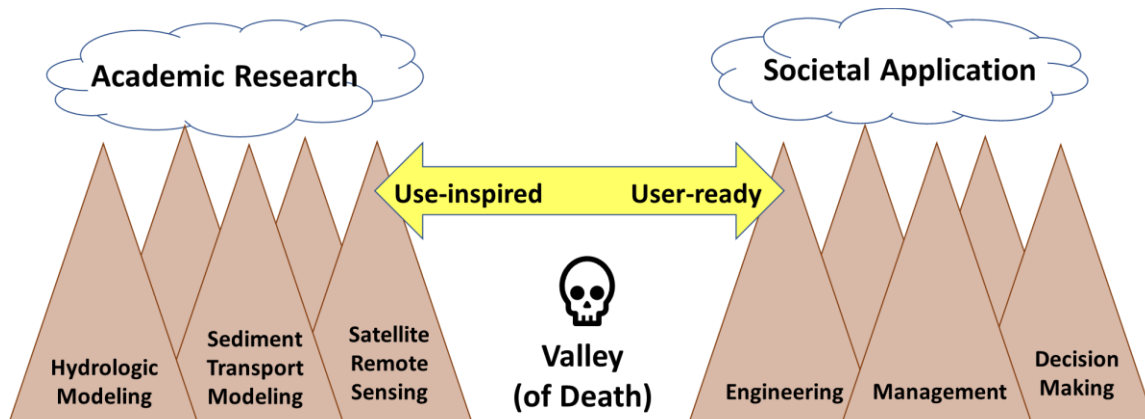 Academic Research
Societal Application
Use-inspired
User-ready
Hydrologic
Modeling
Sediment
Transport
Modeling
Satellite
Remote
Sensing
Valley
(of Death)
Engineering
Management
Decision
Making